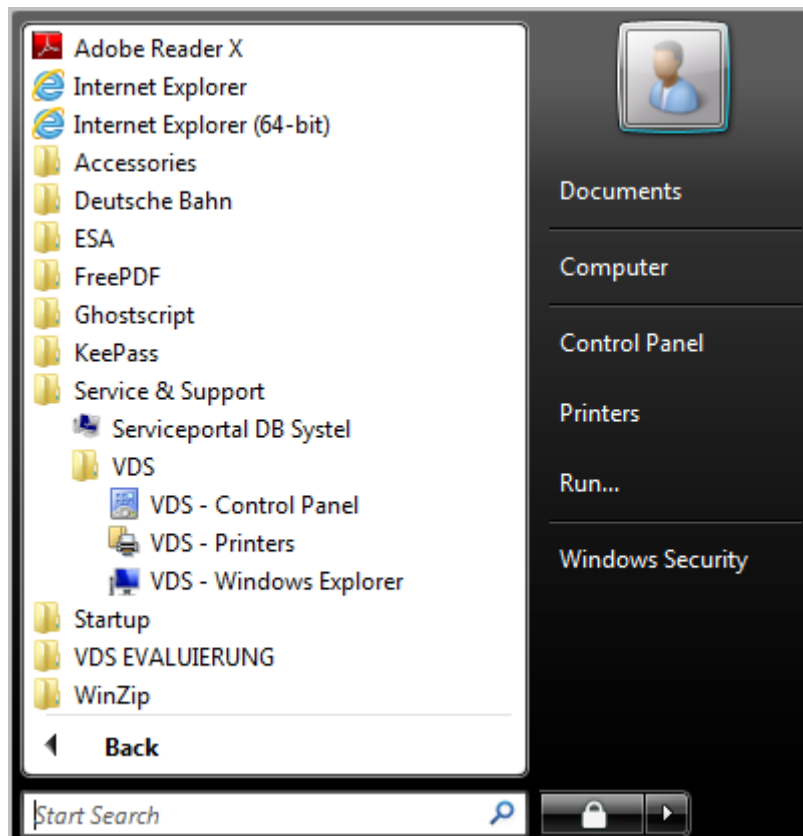 Adobe Reader X
Internet Explorer
Internet Explorer (64-bit)
Accessories
Deutsche Bahn
ESA
FreePDF
Ghostscript
KeePass
Service & Support
Serviceportal DB Systel
VDS
VDS - Control Panel
VDS - Printers
VDS - Windows Explorer
Startup
VDS EVALUIERUNG
WinZip
Back
Start Search
Documents
Computer
Control Panel
Printers
Run...
Windows Security